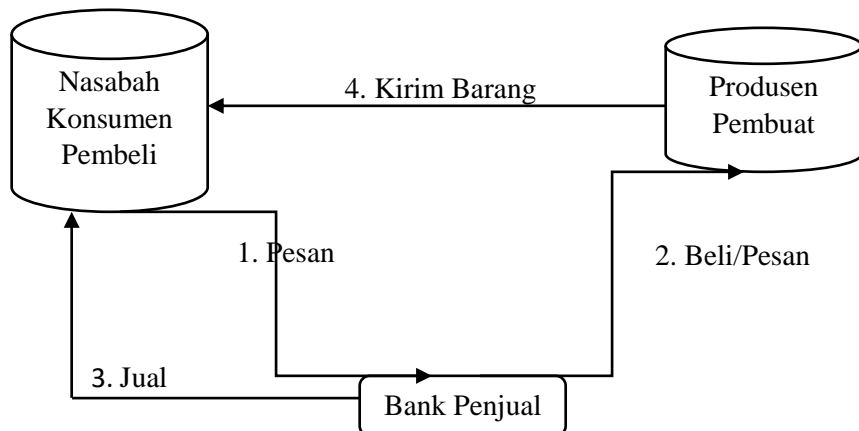 Nasabah
Konsumen
Pembeli
4. Kirim Barang
Produsen
Pembuat
1. Pesan
2. Beli/Pesan
3. Jual
Bank Penjual